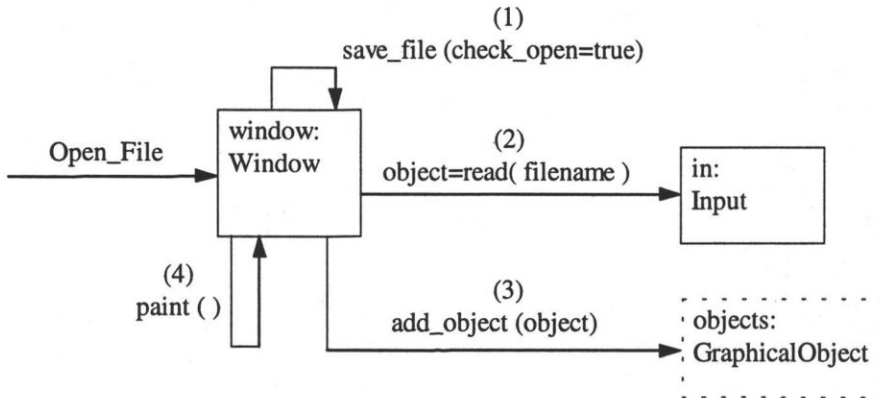 (1)
save_file (check_open=true)
window:
Window
Open_File
(2)
object=read( filename )
in:
Input
(4)
paint ( )
(3)
add_object (object)
objects:
GraphicalObject